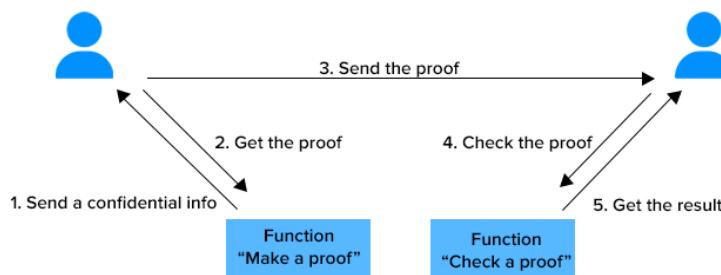 3. Send the proof
2. Get the proof
4. Check the proof
1. Send a confidential info
5. Get the result
Function
“Make a proof”
Function
“Check a proof”